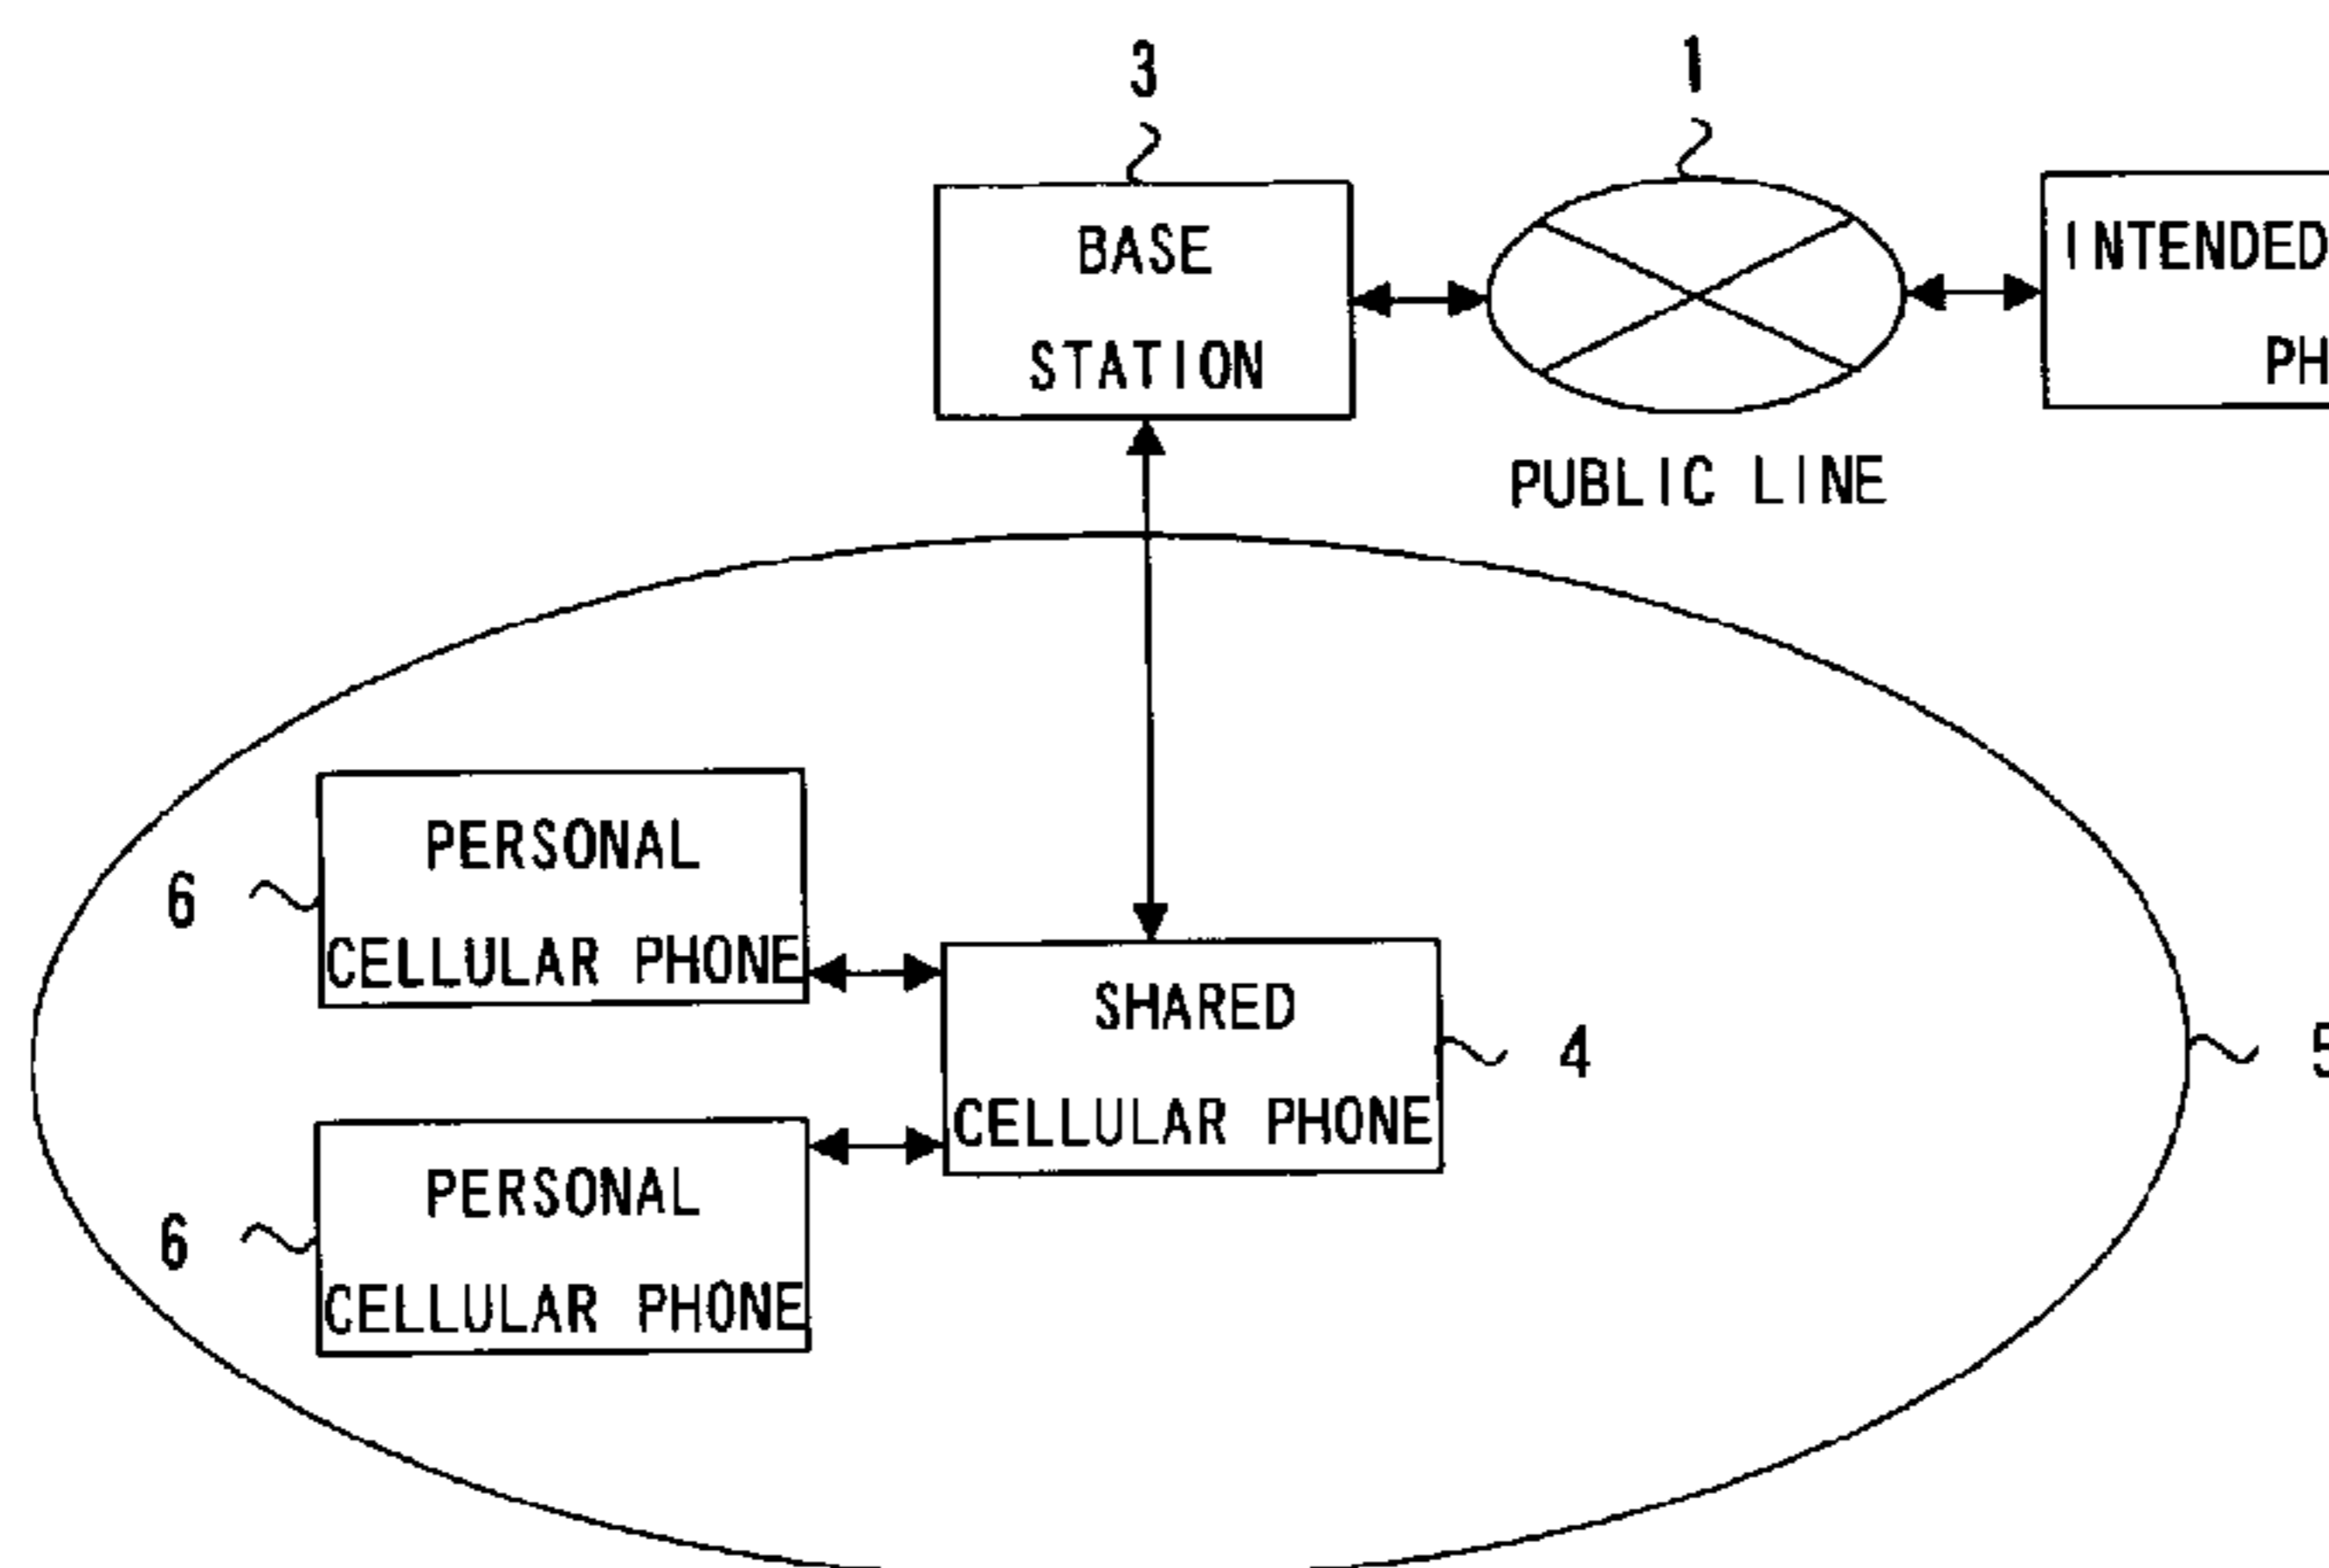 3
1
BASE
STATION
INTENDED
PUBLIC LINE
PERSONAL
CELLULAR PHONE
6
SHARED
CELLULAR PHONE
4
5
PERSONAL
CELLULAR PHONE
6